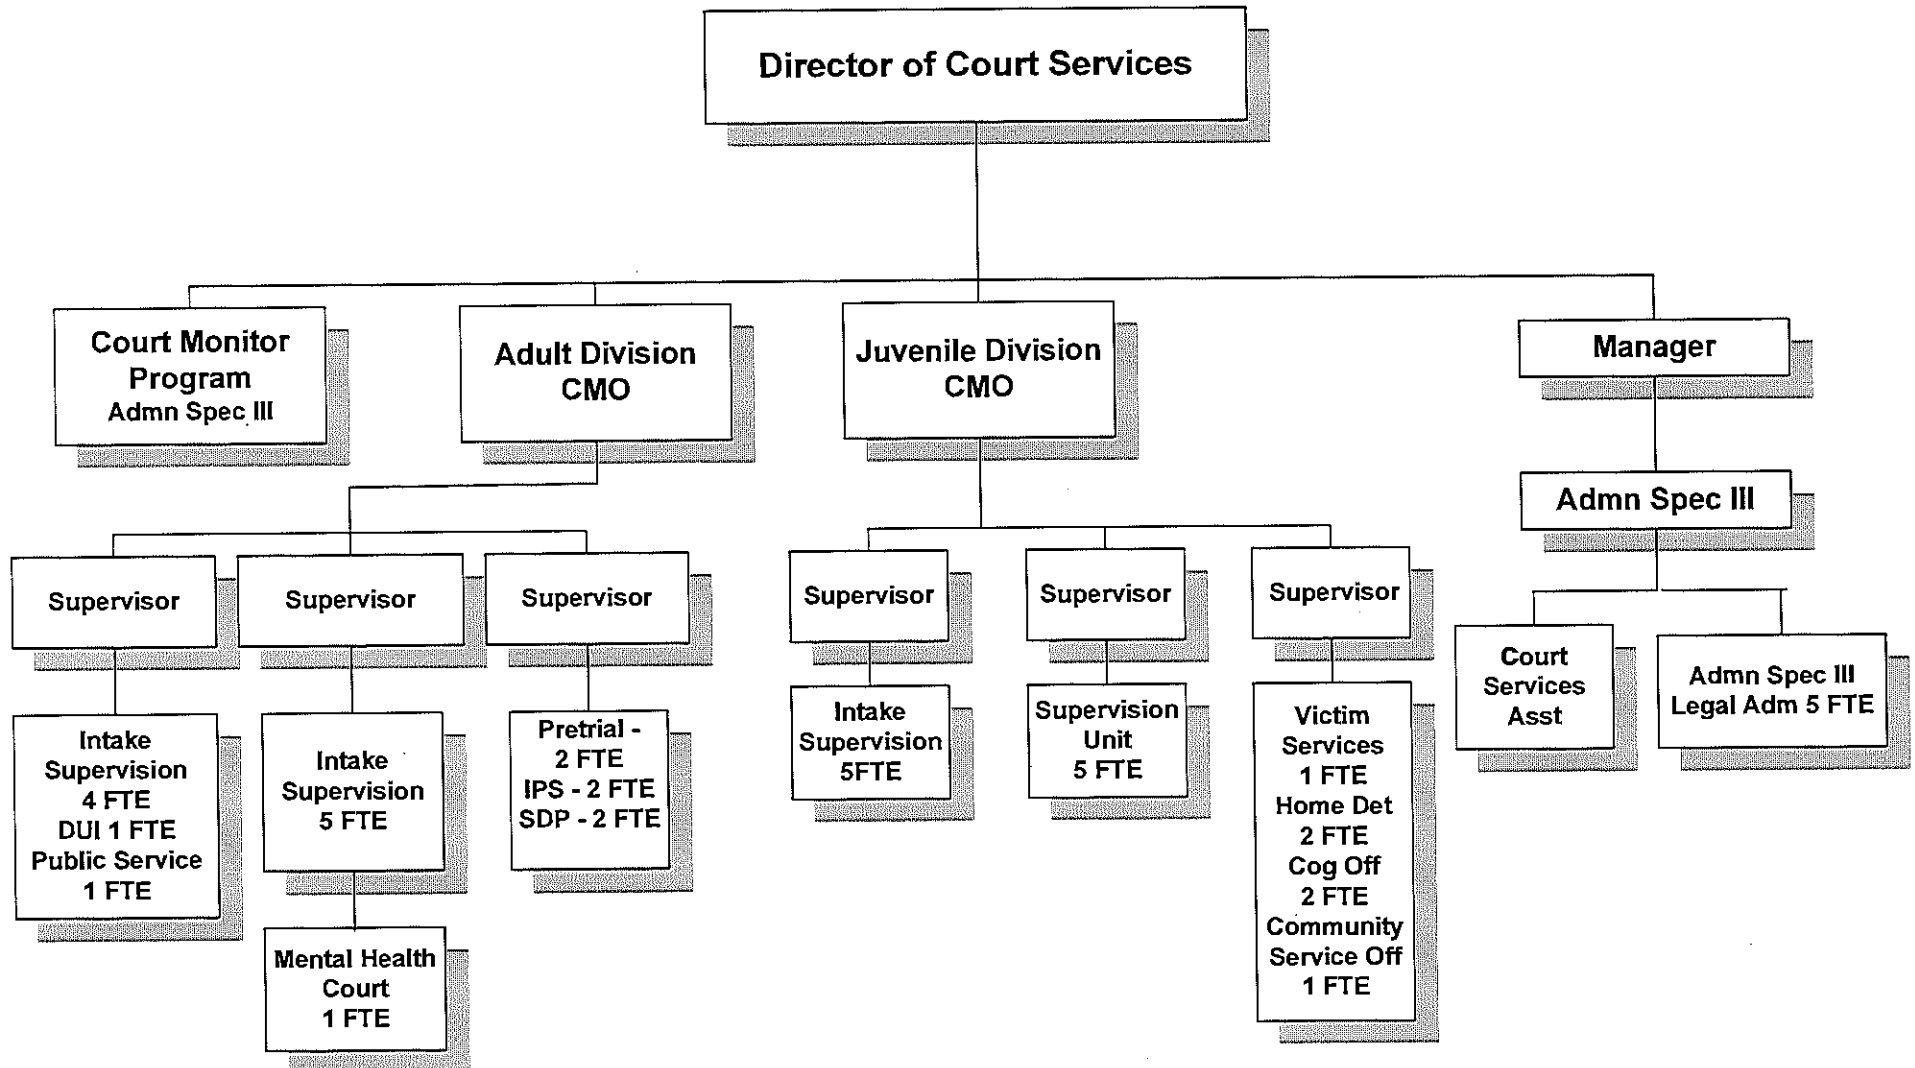 Director of Court Services
Court Monitor
Program
Admn Spec III
Adult Division
CMO
Juvenile Division
CMO
Manager
Admn Spec III
Supervisor
Supervisor
Supervisor
Supervisor
Supervisor
Supervisor
Intake
Supervision
4 FTE
DUI 1 FTE
Public Service
1 FTE
Intake
Supervision
5 FTE
Mental Health
Court
1 FTE
Pretrial -
2 FTE
IPS - 2 FTE
SDP - 2 FTE
Intake
Supervision
5FTE
Supervision
Unit
5 FTE
Victim
Services
1 FTE
Home Det
2 FTE
Cog Off
2 FTE
Community
Service Off
1 FTE
Court
Services
Asst
Admn Spec III
Legal Adm 5 FTE